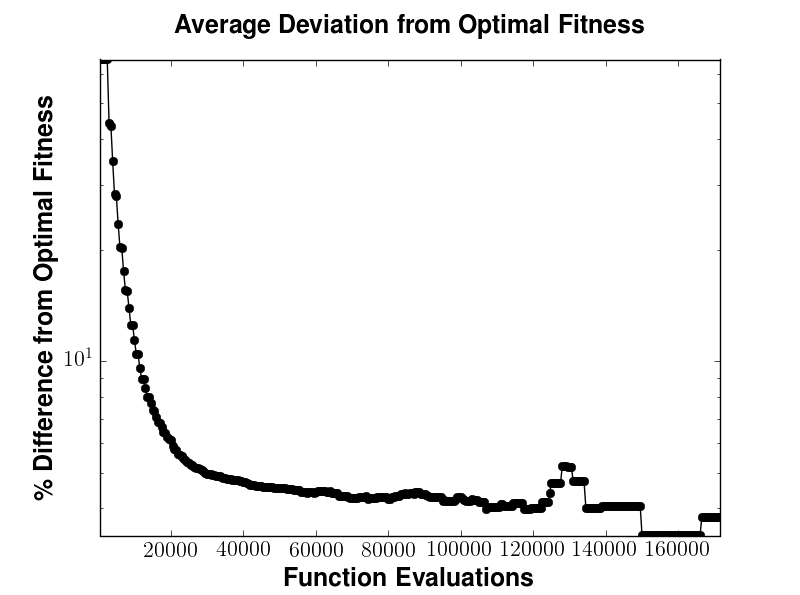 Average Deviation from Optimal Fitness
% Difference from Optimal Fitness
10¹
20000 40000 60000 80000 100000 120000 140000 160000
Function Evaluations